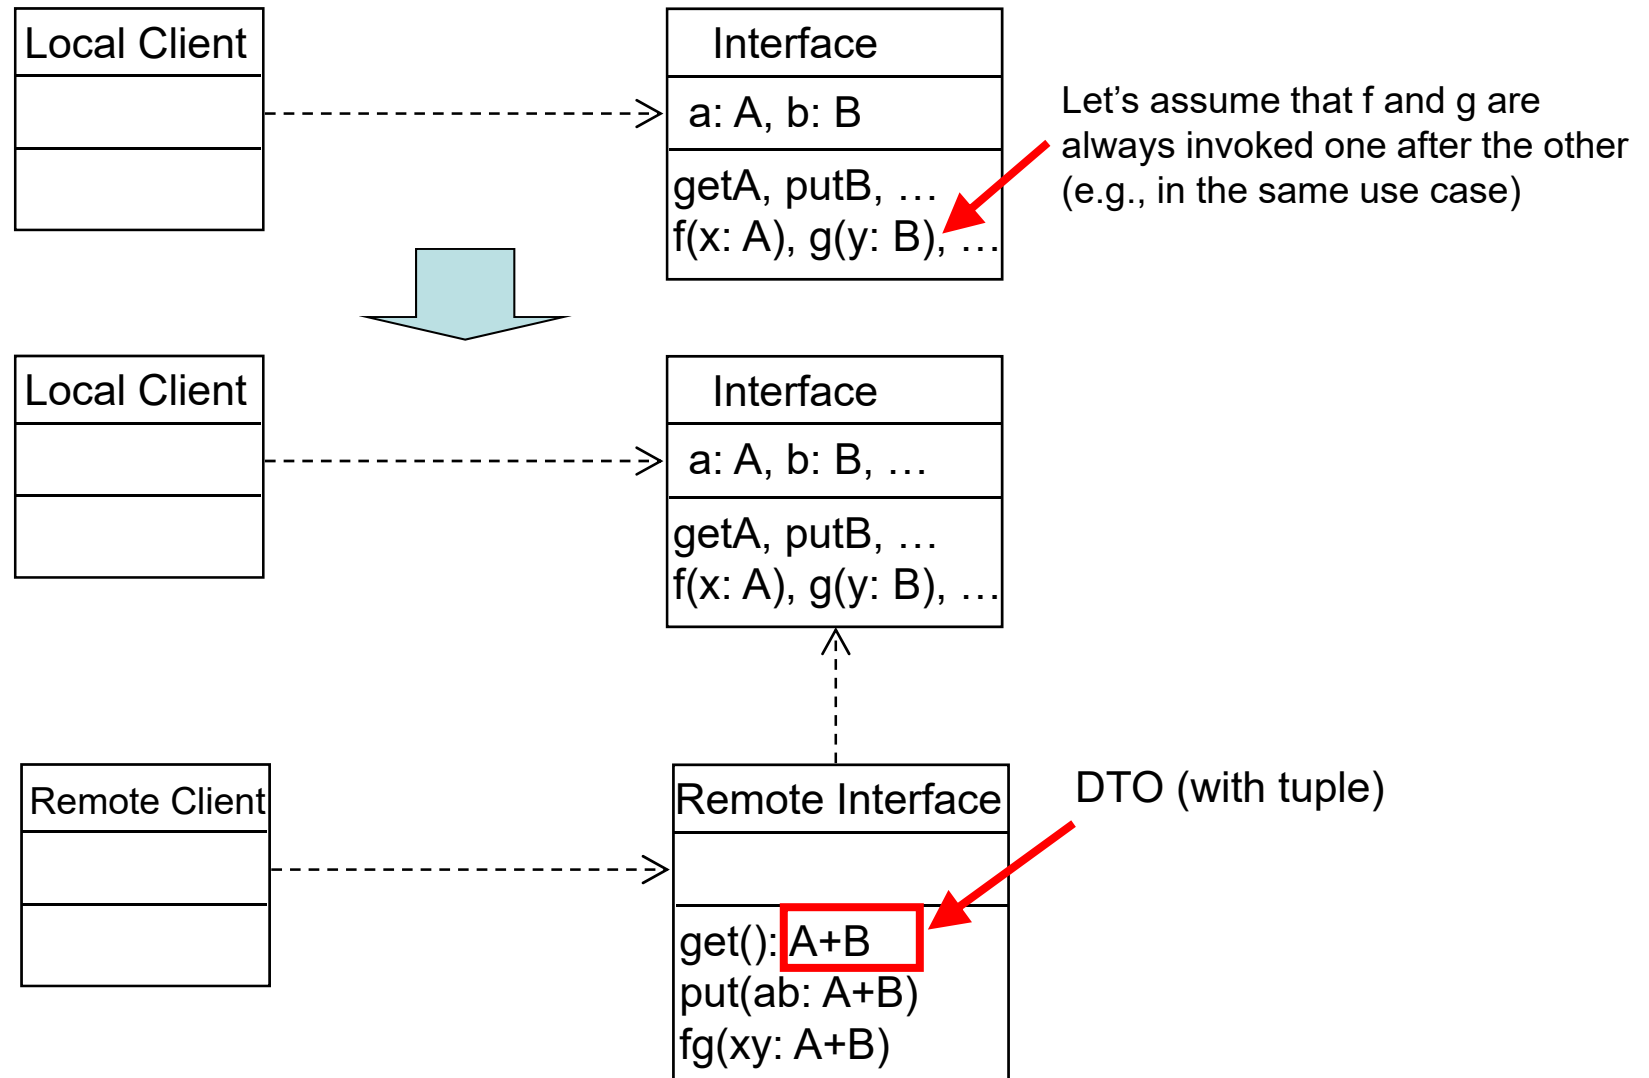 Local Client
Interface
a: A, b: B
getA, putB, …
f(x: A), g(y: B), …
Let’s assume that f and g are
always invoked one after the other
(e.g., in the same use case)
Local Client
Interface
a: A, b: B, …
getA, putB, …
f(x: A), g(y: B), …
Remote Client
Remote Interface
get(): A+B
put(ab: A+B)
fg(xy: A+B)
DTO (with tuple)